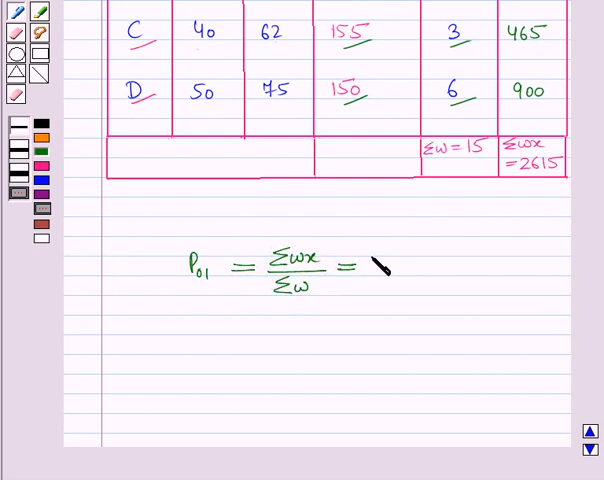 C 40 62 155 3 465
D 50 75 150 6 900
Σw = 15 Σwx = 2615
P₀₁ = Σwx / Σw =